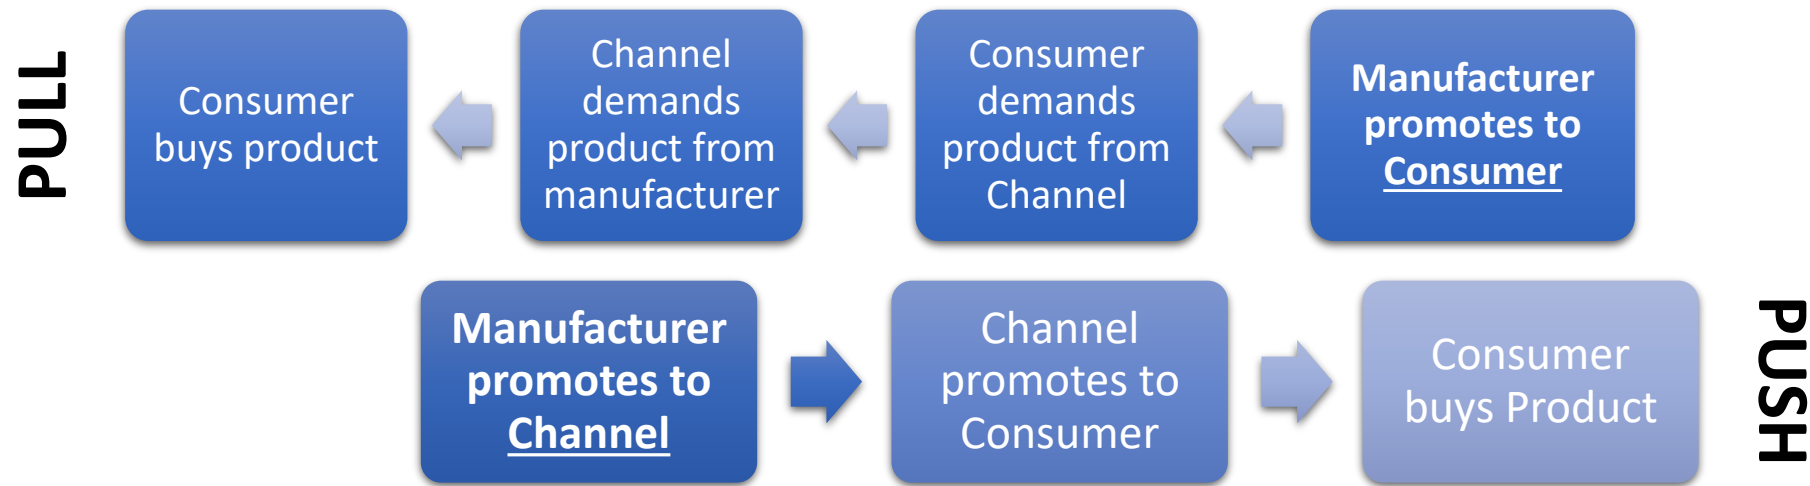 PULL
Consumer
buys product
Channel
demands
product from
manufacturer
Consumer
demands
product from
Channel
Manufacturer
promotes to
Consumer
Manufacturer
promotes to
Channel
Channel
promotes to
Consumer
Consumer
buys Product
PUSH